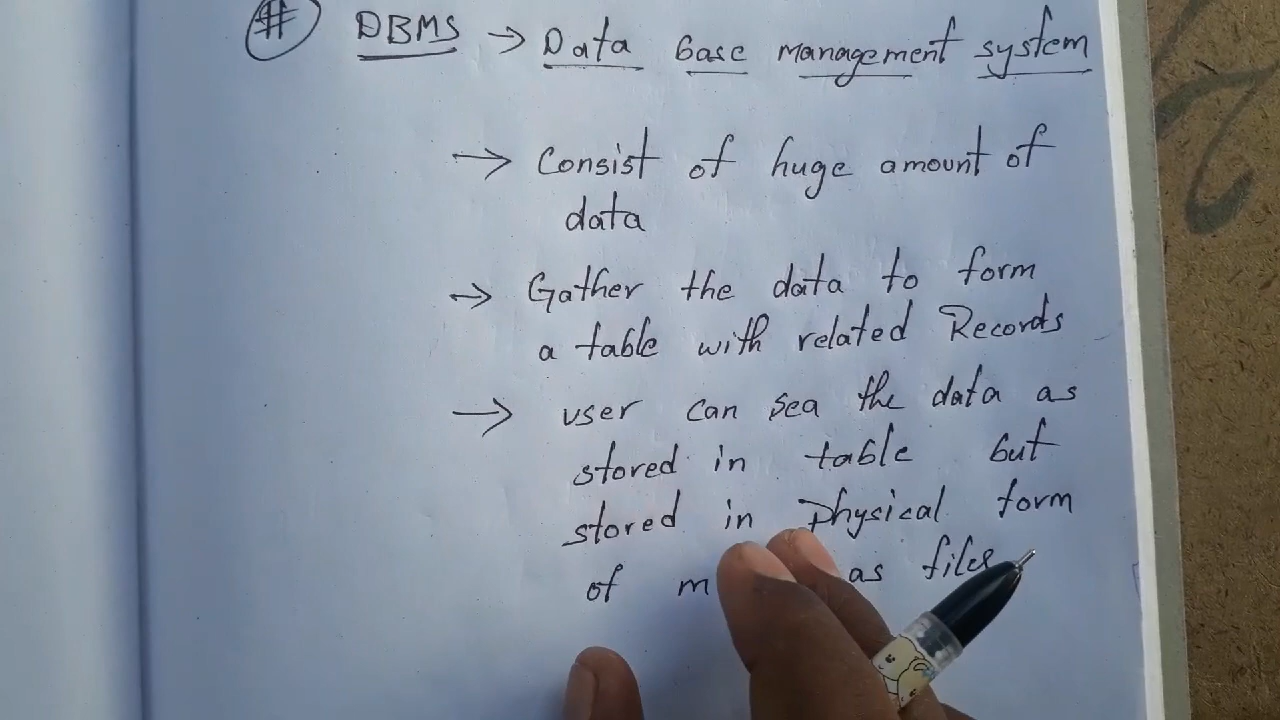 # DBMS → Data base management system
→ Consist of huge amount of
data
→ Gather the data to form
a table with related Records
→ user can sea the data as
stored in table but
stored in physical form
of as files